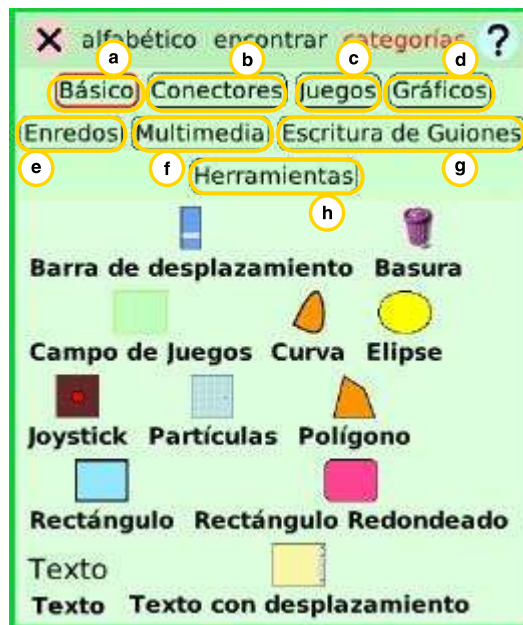 alfabético encontrar categorías ?
a b c d
Básico Conectores Juegos Gráficos
Enredos Multimedia Escritura de Guiones
e f g
Herramientas
h
Barra de desplazamiento Basura
Campo de Juegos Curva Elipse
Joystick Partículas Polígono
Rectángulo Rectángulo Redondeado
Texto
Texto Texto con desplazamiento